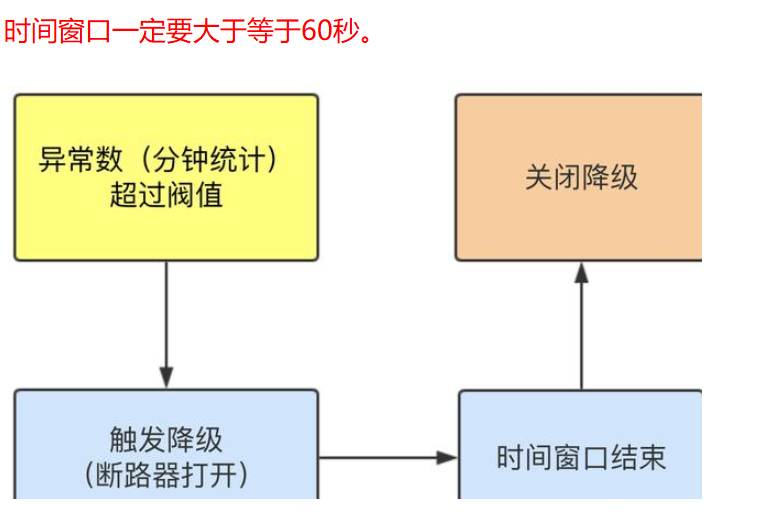 时间窗口一定要大于等于60秒。
异常数（分钟统计）
超过阀值
关闭降级
触发降级
（断路器打开）
时间窗口结束